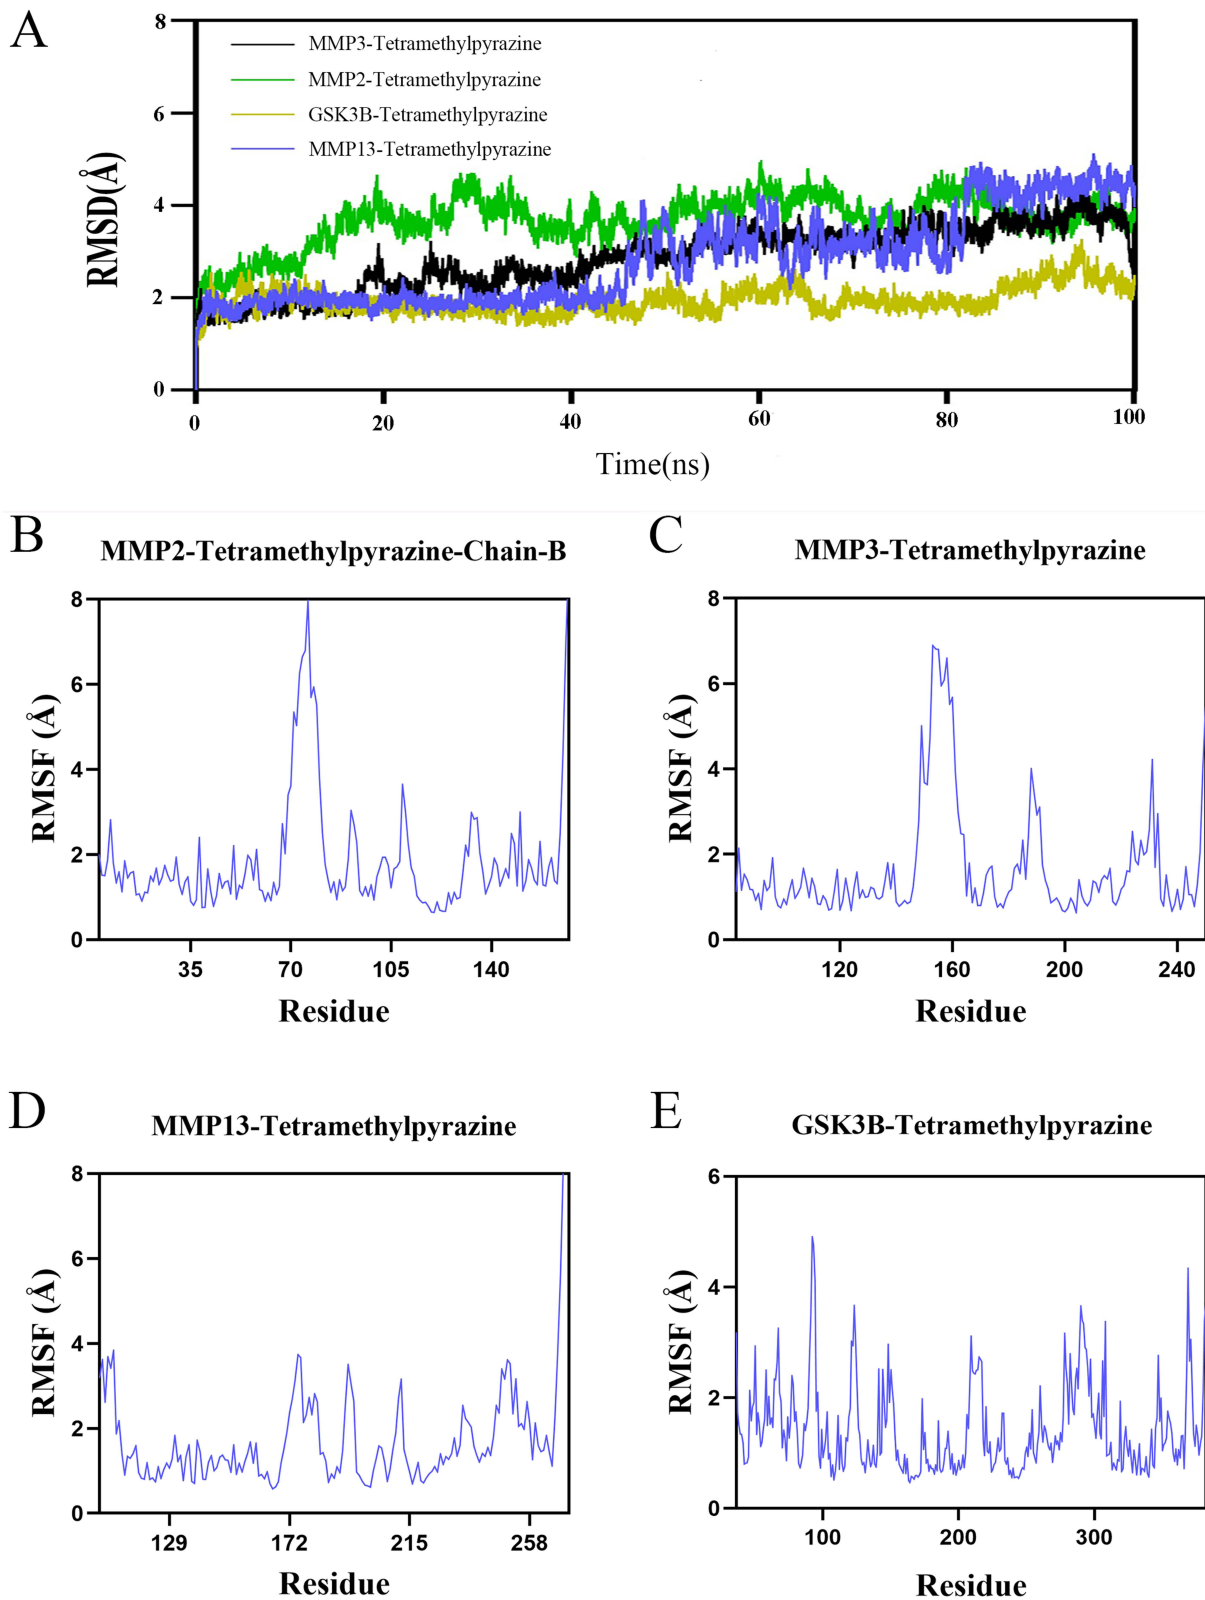 A
8
6
4
2
0
RMSD(Å)
MMP3-Tetramethylpyrazine
MMP2-Tetramethylpyrazine
GSK3B-Tetramethylpyrazine
MMP13-Tetramethylpyrazine
0 20 40 60 80 100
Time(ns)
B
MMP2-Tetramethylpyrazine-Chain-B
8
6
4
2
0
RMSF (Å)
35 70 105 140
Residue
C
MMP3-Tetramethylpyrazine
8
6
4
2
0
RMSF (Å)
120 160 200 240
Residue
D
MMP13-Tetramethylpyrazine
8
6
4
2
0
RMSF (Å)
129 172 215 258
Residue
E
GSK3B-Tetramethylpyrazine
6
4
2
0
RMSF (Å)
100 200 300
Residue